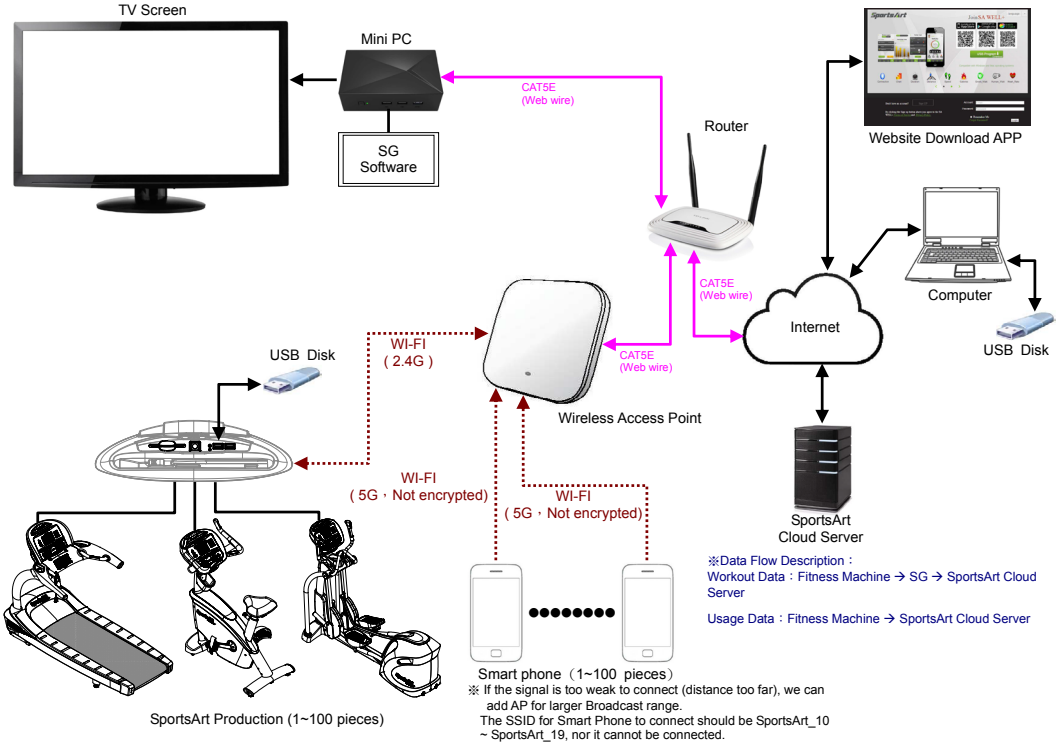 TV Screen
Mini PC
SG
Software
CAT5E
(Web wire)
Router
SportsArt
SA WELL+
Website Download APP
Computer
USB Disk
CAT5E
(Web wire)
Internet
CAT5E
(Web wire)
WI-FI
( 2.4G )
USB Disk
Wireless Access Point
WI-FI
( 5G,Not encrypted)
WI-FI
( 5G,Not encrypted)
SportsArt
Cloud Server
※Data Flow Description:
Workout Data:Fitness Machine → SG → SportsArt Cloud
Server
Usage Data:Fitness Machine → SportsArt Cloud Server
Smart phone(1~100 pieces)
※ If the signal is too weak to connect (distance too far), we can
add AP for larger Broadcast range.
The SSID for Smart Phone to connect should be SportsArt_10
~ SportsArt_19, nor it cannot be connected.
SportsArt Production (1~100 pieces)